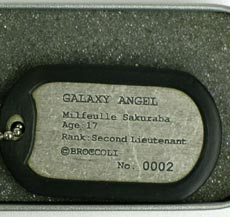 GALAXY ANGEL
Milfeulle Sakuraba
Age:17
Rank:Second Lieutenant
©BROCCOLI
No. 0002